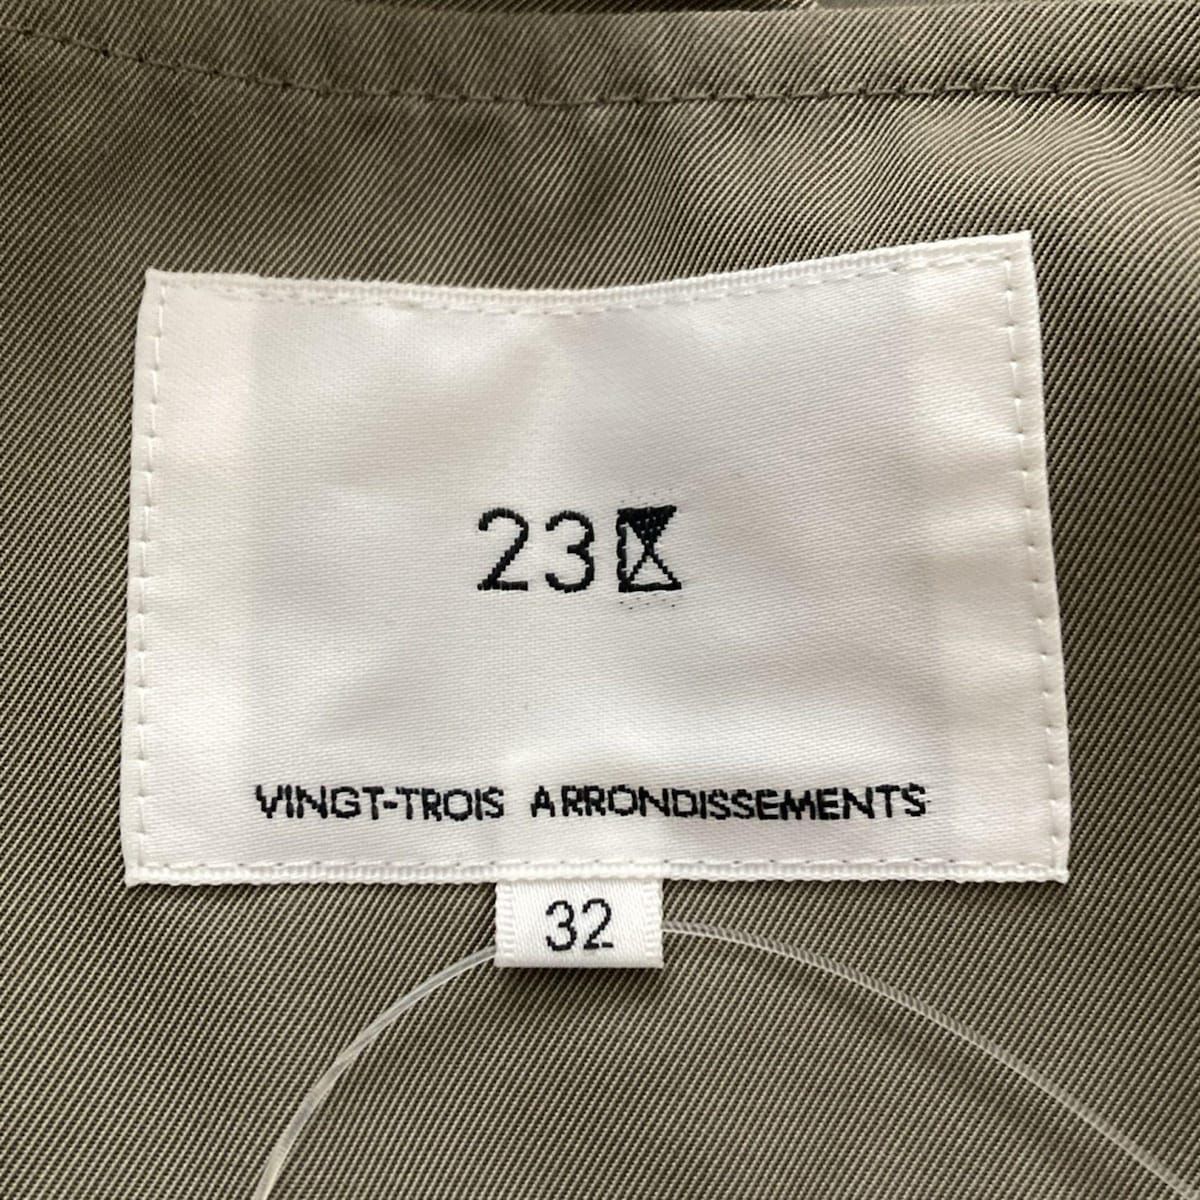 23区
VINGT-TROIS ARRONDISSEMENTS
32